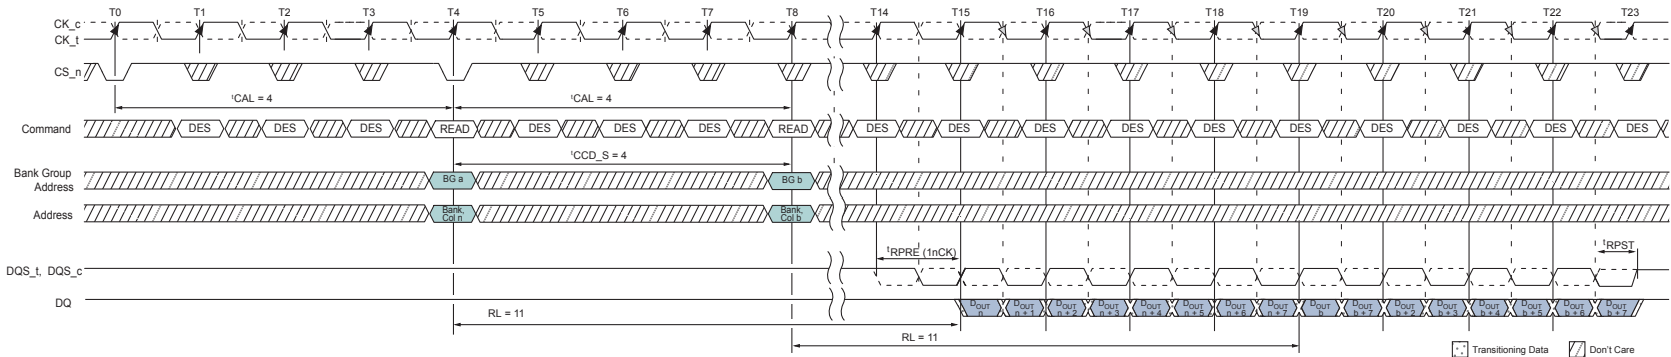 T0 T1 T2 T3 T4 T5 T6 T7 T8 T14 T15 T16 T17 T18 T19 T20 T21 T22 T23
CK_c
CK_t
CS_n
tCAL = 4 tCAL = 4
Command DES DES DES READ DES DES DES READ DES DES DES DES DES DES DES DES DES DES
tCCD_S = 4
Bank Group
Address BG a BG b
Address Bank, Col n Bank, Col b
tRPRE (1nCK) tRPST
DQS_t, DQS_c
DQ DOUT n DOUT n + 1 DOUT n + 2 DOUT n + 3 DOUT n + 4 DOUT n + 5 DOUT n + 6 DOUT n + 7 DOUT b DOUT b + 7 DOUT b + 2 DOUT b + 3 DOUT b + 4 DOUT b + 5 DOUT b + 6 DOUT b + 7
RL = 11
RL = 11
Transitioning Data Don't Care